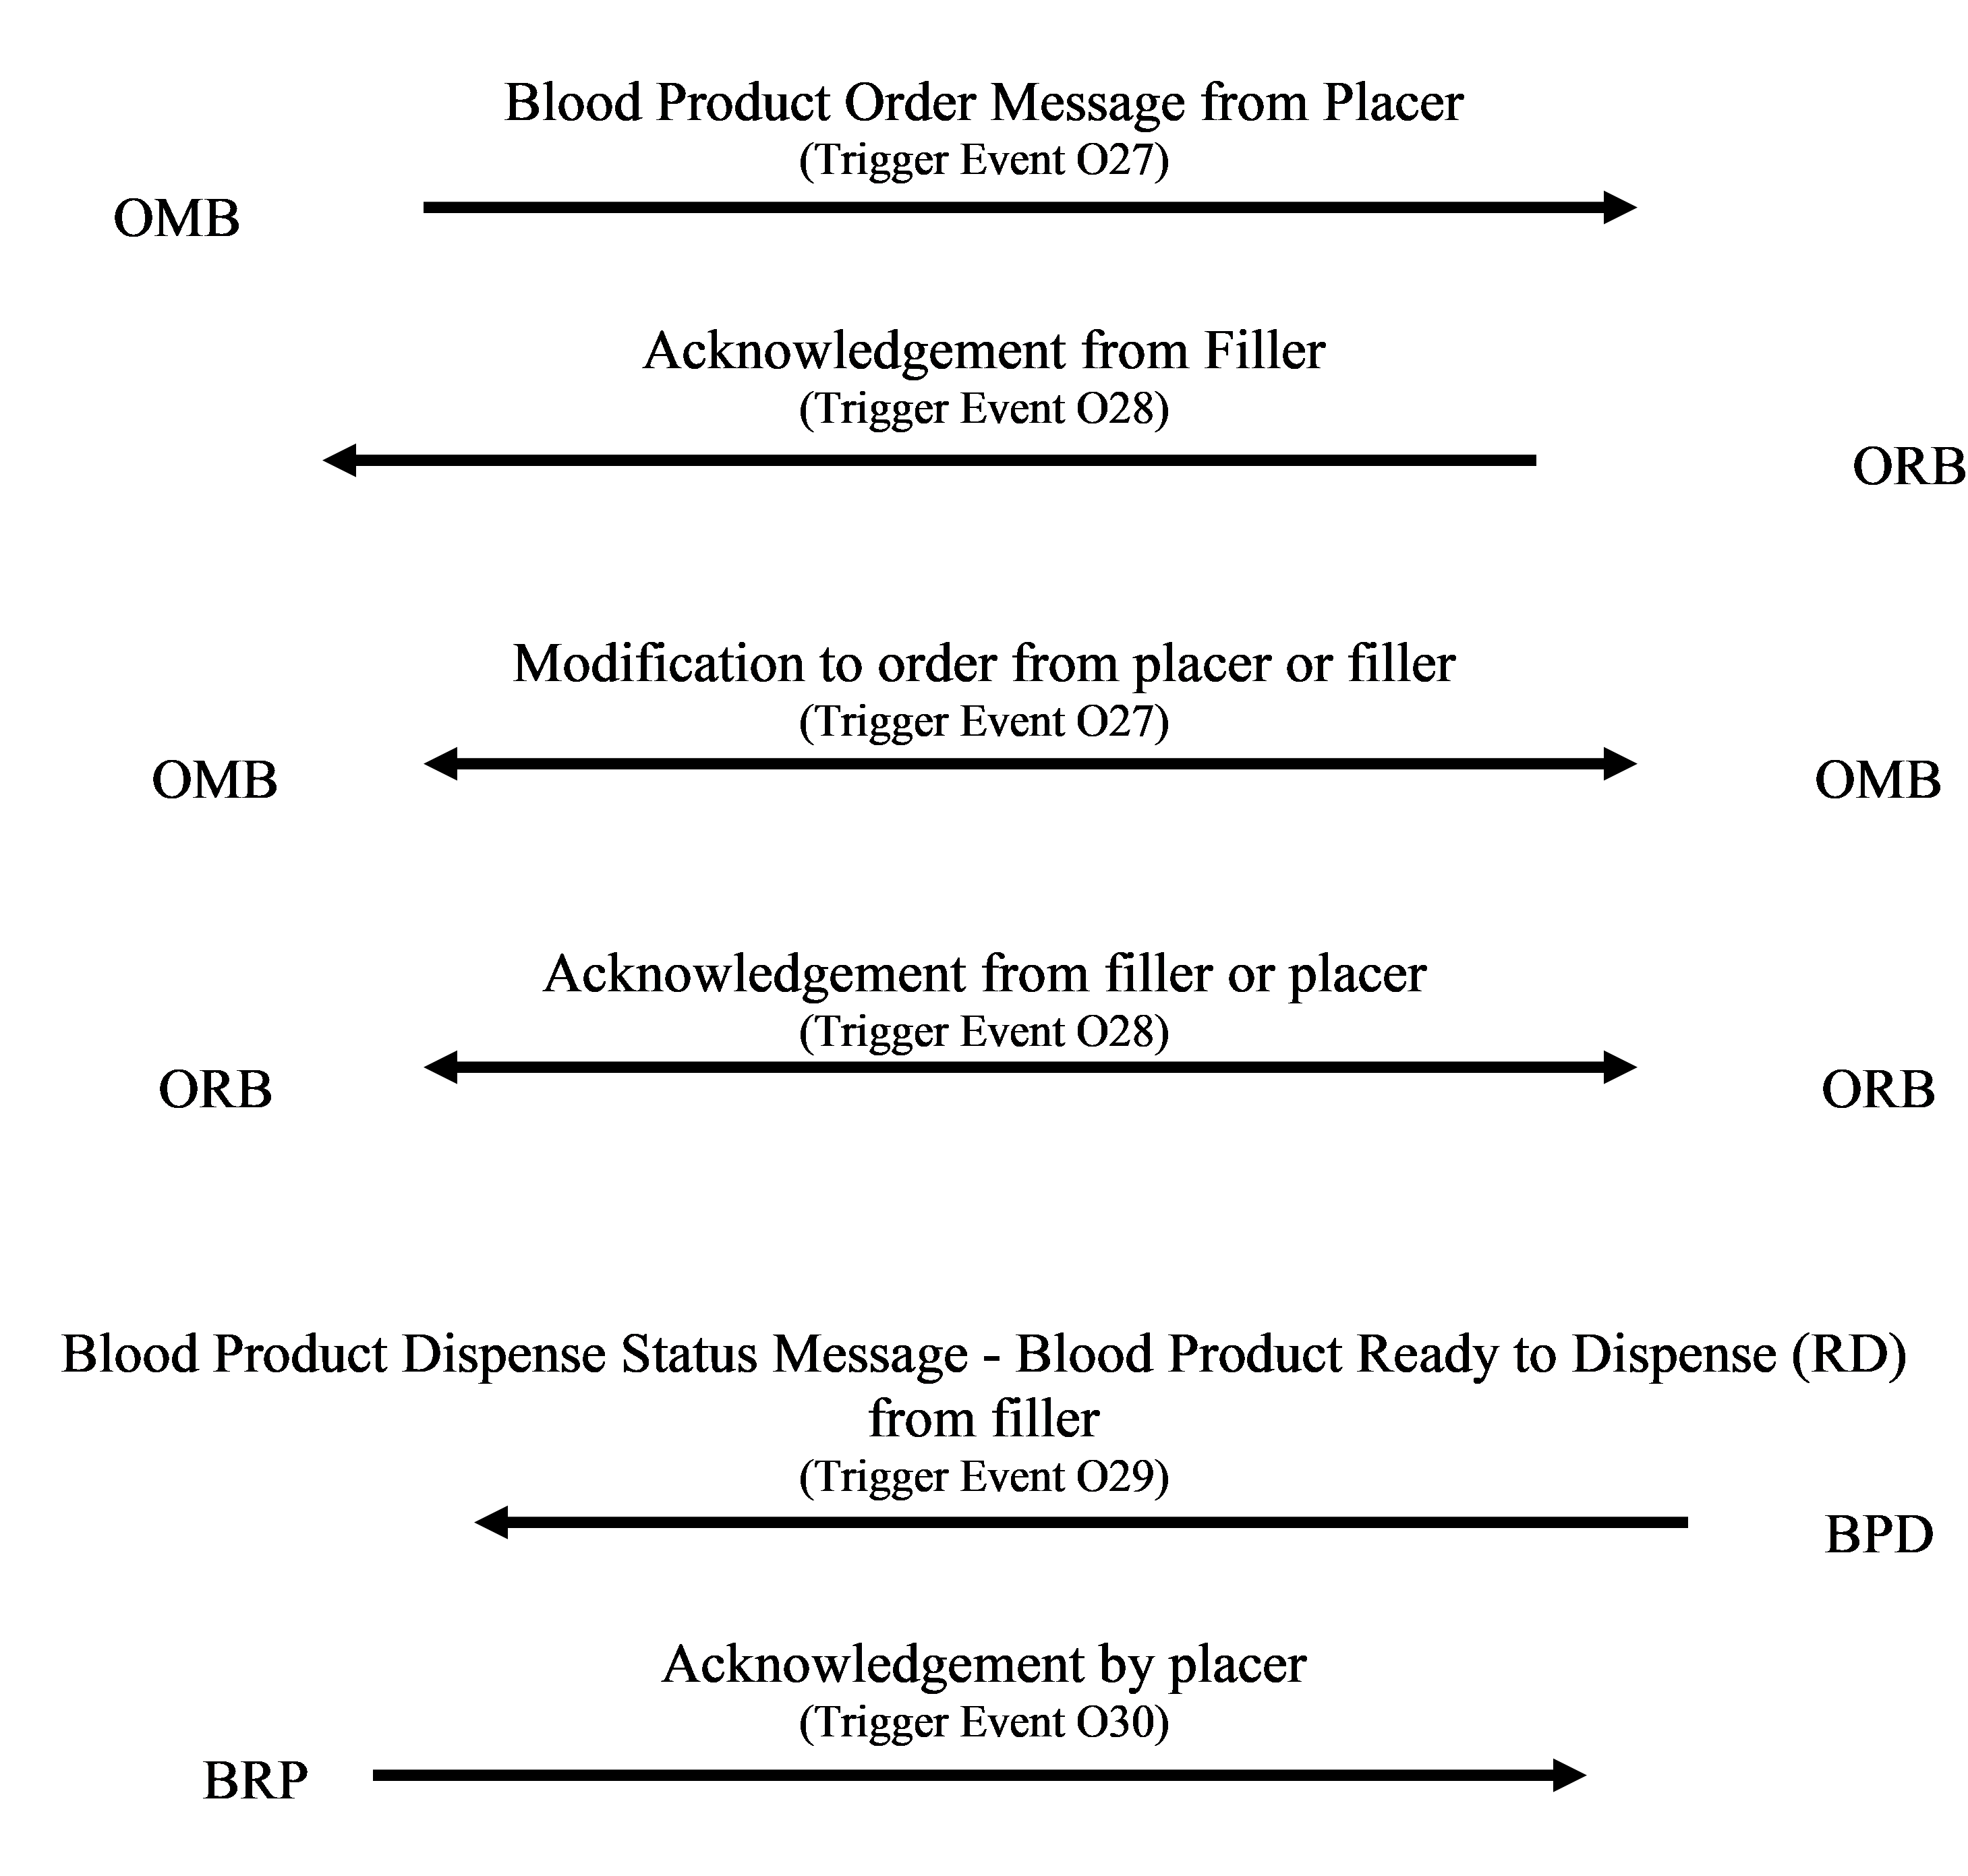 Blood Product Order Message from Placer
(Trigger Event O27)
OMB
Acknowledgement from Filler
(Trigger Event O28)
ORB
Modification to order from placer or filler
(Trigger Event O27)
OMB OMB
Acknowledgement from filler or placer
(Trigger Event O28)
ORB ORB
Blood Product Dispense Status Message - Blood Product Ready to Dispense (RD)
from filler
(Trigger Event O29)
BPD
Acknowledgement by placer
(Trigger Event O30)
BRP